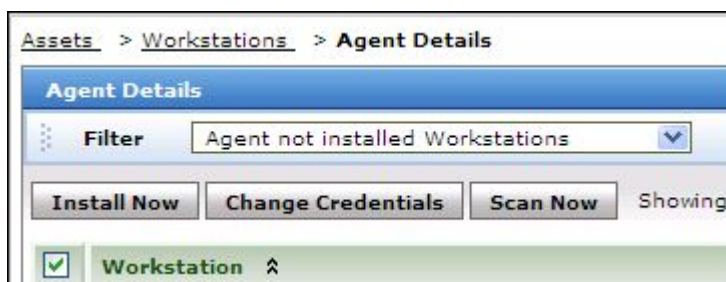 Assets > Workstations > Agent Details
Agent Details
Filter Agent not installed Workstations
Install Now Change Credentials Scan Now Showing
Workstation